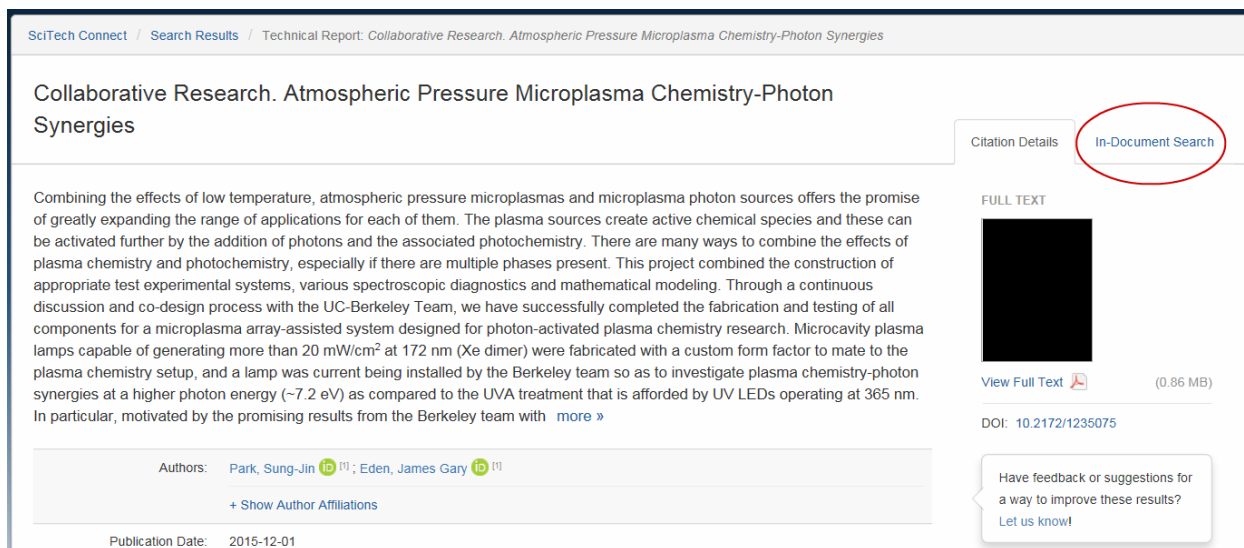 SciTech Connect / Search Results / Technical Report: Collaborative Research. Atmospheric Pressure Microplasma Chemistry-Photon Synergies
Collaborative Research. Atmospheric Pressure Microplasma Chemistry-Photon
Synergies
Citation Details
In-Document Search
Combining the effects of low temperature, atmospheric pressure microplasmas and microplasma photon sources offers the promise
of greatly expanding the range of applications for each of them. The plasma sources create active chemical species and these can
be activated further by the addition of photons and the associated photochemistry. There are many ways to combine the effects of
plasma chemistry and photochemistry, especially if there are multiple phases present. This project combined the construction of
appropriate test experimental systems, various spectroscopic diagnostics and mathematical modeling. Through a continuous
discussion and co-design process with the UC-Berkeley Team, we have successfully completed the fabrication and testing of all
components for a microplasma array-assisted system designed for photon-activated plasma chemistry research. Microcavity plasma
lamps capable of generating more than 20 mW/cm² at 172 nm (Xe dimer) were fabricated with a custom form factor to mate to the
plasma chemistry setup, and a lamp was current being installed by the Berkeley team so as to investigate plasma chemistry-photon
synergies at a higher photon energy (~7.2 eV) as compared to the UVA treatment that is afforded by UV LEDs operating at 365 nm.
In particular, motivated by the promising results from the Berkeley team with more »
FULL TEXT
View Full Text (0.86 MB)
DOI: 10.2172/1235075
Have feedback or suggestions for
a way to improve these results?
Let us know!
Authors: Park, Sung-Jin iD [1] ; Eden, James Gary iD [1]
+ Show Author Affiliations
Publication Date: 2015-12-01